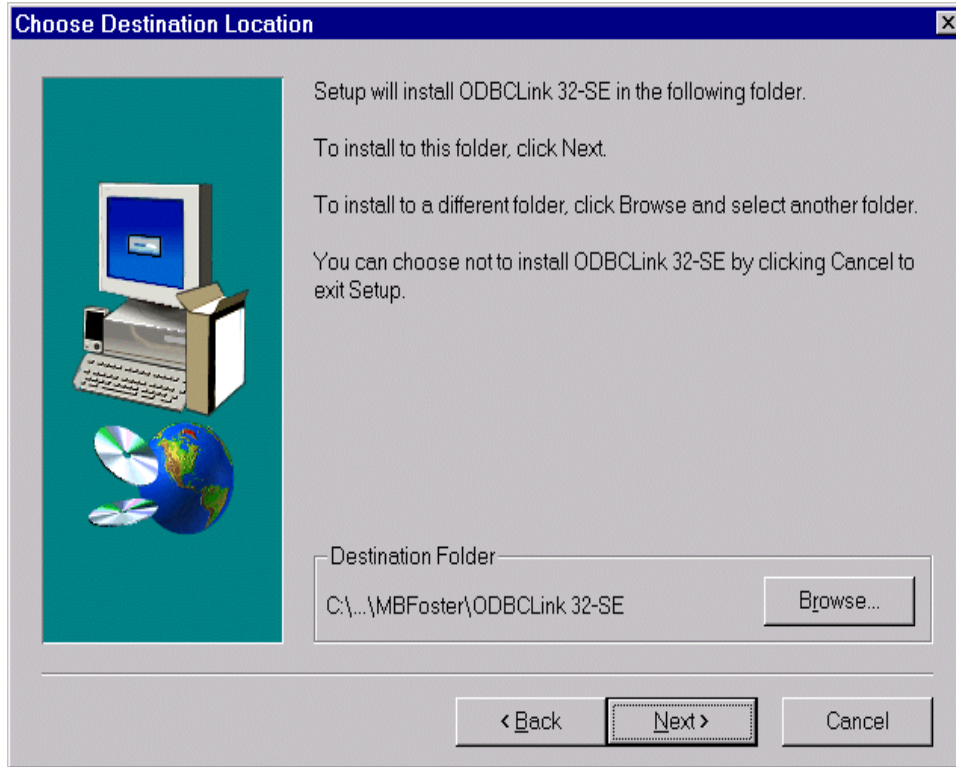 Choose Destination Location
Setup will install ODBCLink 32-SE in the following folder.
To install to this folder, click Next.
To install to a different folder, click Browse and select another folder.
You can choose not to install ODBCLink 32-SE by clicking Cancel to
exit Setup.
Destination Folder
C:\...\MBFoster\ODBCLink 32-SE
Browse...
< Back
Next >
Cancel